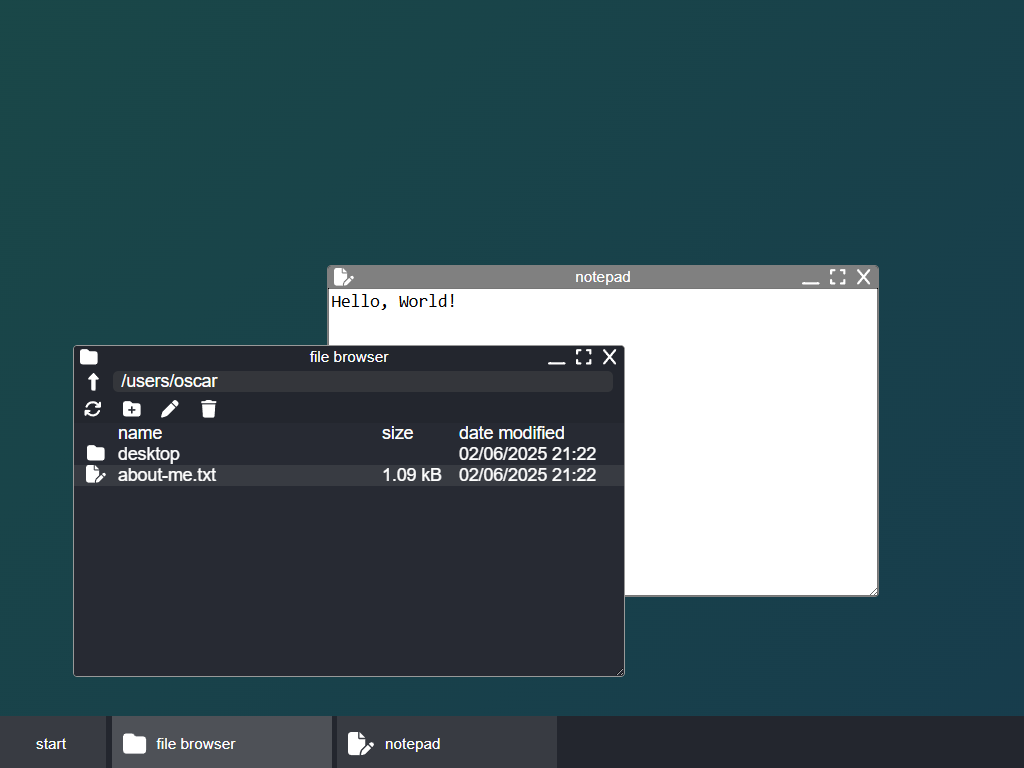 notepad
Hello, World!
file browser
/users/oscar
name size date modified
desktop 02/06/2025 21:22
about-me.txt 1.09 kB 02/06/2025 21:22
start file browser notepad